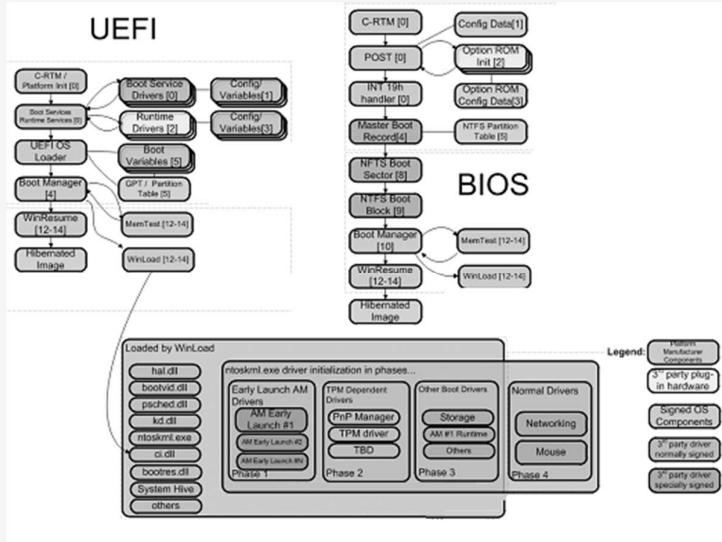 UEFI
C-RTM /
Platform Init [0]
Boot Services
Runtime Services [0]
UEFI OS
Loader
Boot Manager
[4]
WinResume
[12-14]
Hibernated
Image
Boot Service
Drivers [0]
Runtime
Drivers [2]
Boot
Variables [5]
GPT / Partition
Table [5]
MemTest [12-14]
WinLoad [12-14]
Config/
Variables[1]
Config/
Variables[3]
BIOS
C-RTM [0]
POST [0]
INT 19h
handler [0]
Master Boot
Record[4]
NFTS Boot
Sector [8]
NTFS Boot
Block [9]
Boot Manager
[10]
WinResume
[12-14]
Hibernated
Image
Config Data[1]
Option ROM
Init [2]
Option ROM
Config Data[3]
NTFS Partition
Table [5]
MemTest [12-14]
WinLoad [12-14]
Loaded by WinLoad
hal.dll
bootvid.dll
psched.dll
kd.dll
ntoskrnl.exe
ci.dll
bootres.dll
System Hive
others
ntoskrnl.exe driver initialization in phases...
Early Launch AM
Drivers
AM Early
Launch #1
AM Early Launch #2
AM Early Launch #N
Phase 1
TPM Dependent
Drivers
PnP Manager
TPM driver
TBD
Phase 2
Other Boot Drivers
Storage
AM #1 Runtime
Others
Phase 3
Normal Drivers
Networking
Mouse
Phase 4
Legend:
Platform
Manufacturer
Components
3rd party plug-
in hardware
Signed OS
Components
3rd party driver
normally signed
3rd party driver
specially signed